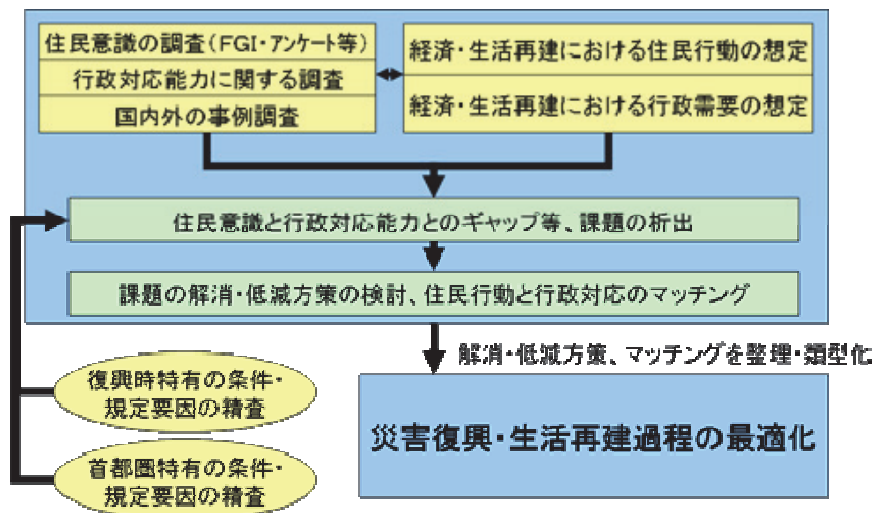 住民意識の調査(FGI・アンケート等)
行政対応能力に関する調査
国内外の事例調査
経済・生活再建における住民行動の想定
経済・生活再建における行政需要の想定
住民意識と行政対応能力とのギャップ等、課題の析出
課題の解消・低減方策の検討、住民行動と行政対応のマッチング
解消・低減方策、マッチングを整理・類型化
復興時特有の条件・
規定要因の精査
首都圏特有の条件・
規定要因の精査
災害復興・生活再建過程の最適化